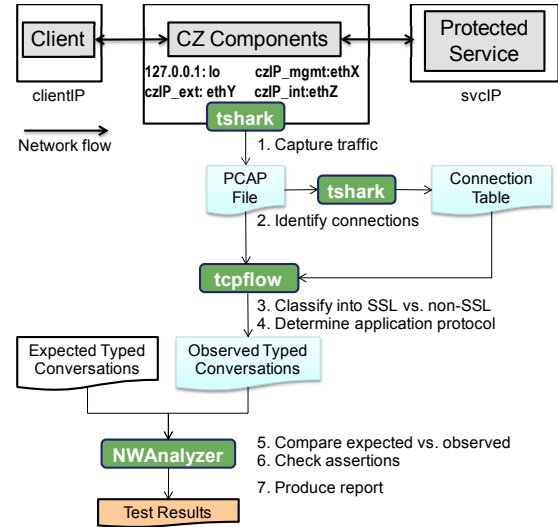 Client
CZ Components
Protected
Service
127.0.0.1: lo czIP_mgmt:ethX
czIP_ext: ethY czIP_int:ethZ
clientIP
svcIP
tshark
Network flow
1. Capture traffic
PCAP
File
tshark
Connection
Table
2. Identify connections
tcpflow
3. Classify into SSL vs. non-SSL
4. Determine application protocol
Expected Typed
Conversations
Observed Typed
Conversations
NWAnalyzer
5. Compare expected vs. observed
6. Check assertions
7. Produce report
Test Results